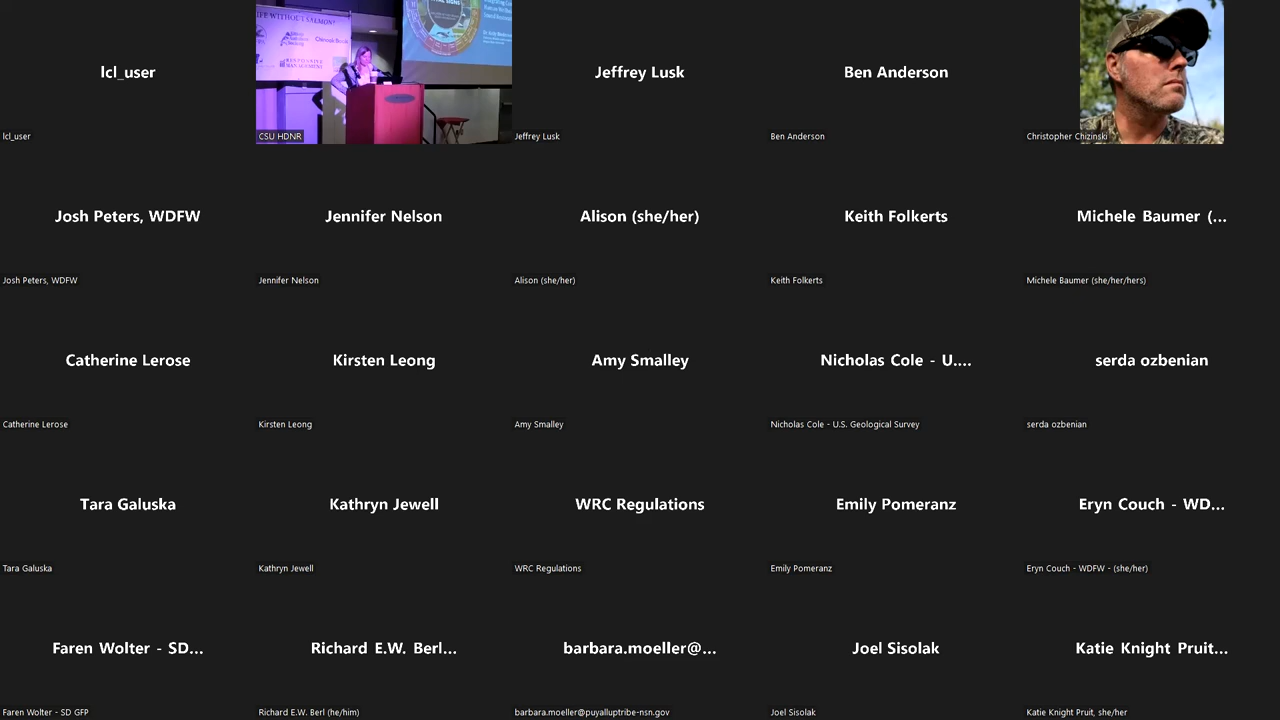 lcl_user
lcl_user
IFE WITHOUT SALMON?
Chinook Book
MANAGEMENT
CSU HDNR
Jeffrey Lusk
Jeffrey Lusk
Ben Anderson
Ben Anderson
Christopher Chizinski
Josh Peters, WDFW
Josh Peters, WDFW
Jennifer Nelson
Jennifer Nelson
Alison (she/her)
Alison (she/her)
Keith Folkerts
Keith Folkerts
Michele Baumer (...
Michele Baumer (she/her/hers)
Catherine Lerose
Catherine Lerose
Kirsten Leong
Kirsten Leong
Amy Smalley
Amy Smalley
Nicholas Cole - U....
Nicholas Cole - U.S. Geological Survey
serda ozbenian
serda ozbenian
Tara Galuska
Tara Galuska
Kathryn Jewell
Kathryn Jewell
WRC Regulations
WRC Regulations
Emily Pomeranz
Emily Pomeranz
Eryn Couch - WD...
Eryn Couch - WDFW - (she/her)
Faren Wolter - SD...
Faren Wolter - SD GFP
Richard E.W. Berl...
Richard E.W. Berl (he/him)
barbara.moeller@...
barbara.moeller@puyalluptribe-nsn.gov
Joel Sisolak
Joel Sisolak
Katie Knight Pruit...
Katie Knight Pruit, she/her